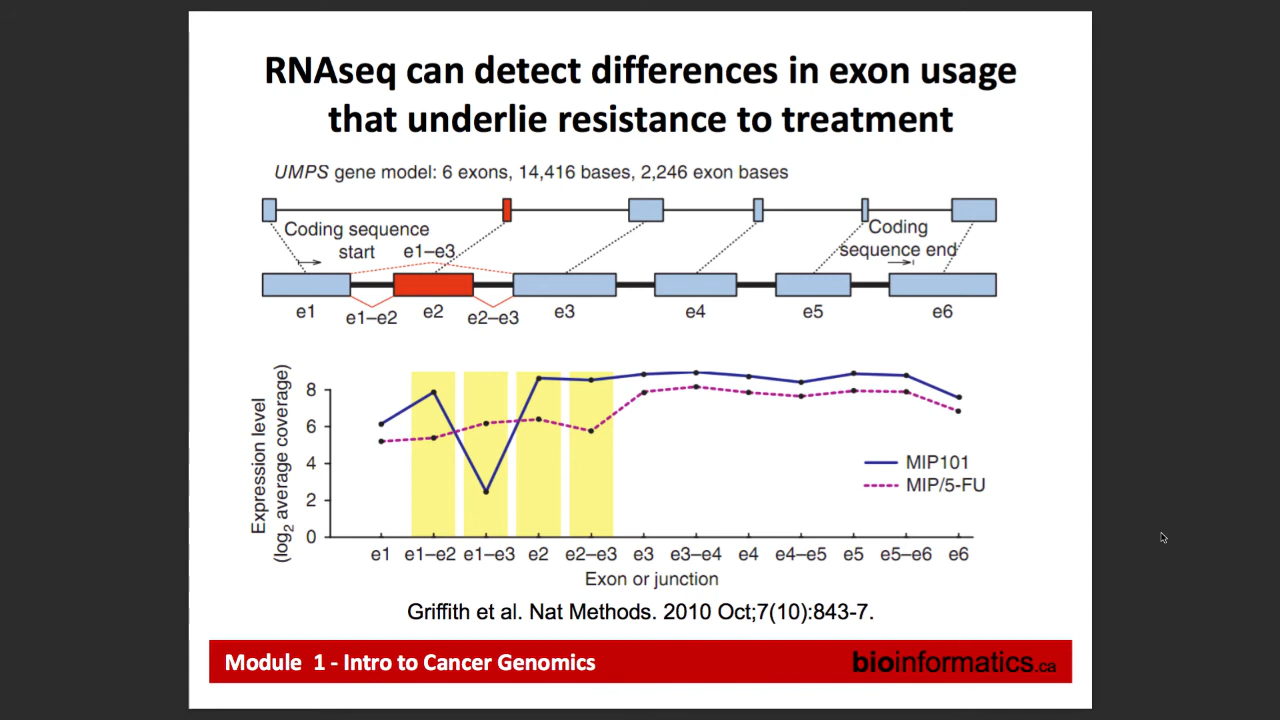 RNAseq can detect differences in exon usage
that underlie resistance to treatment
UMPS gene model: 6 exons, 14,416 bases, 2,246 exon bases
Coding sequence
start
e1–e3
Coding
sequence end
e1
e1–e2
e2
e2–e3
e3
e4
e5
e6
Expression level
(log2 average coverage)
8
6
4
2
0
MIP101
MIP/5-FU
e1 e1–e2 e1–e3 e2 e2–e3 e3 e3–e4 e4 e4–e5 e5 e5–e6 e6
Exon or junction
Griffith et al. Nat Methods. 2010 Oct;7(10):843-7.
Module 1 - Intro to Cancer Genomics
bioinformatics.ca